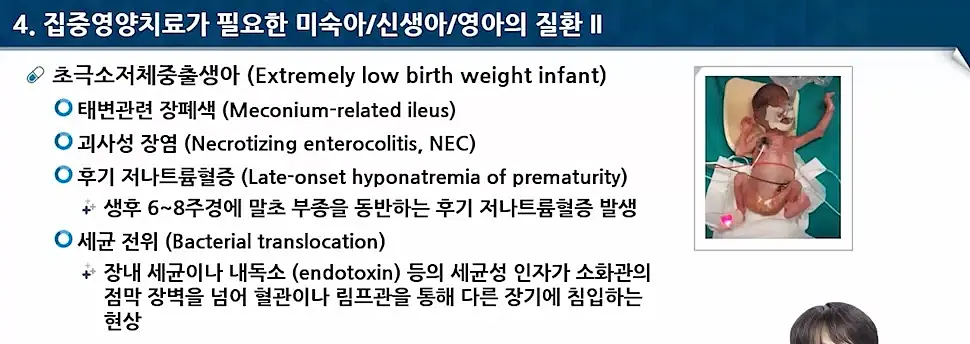 4. 집중영양치료가 필요한 미숙아/신생아/영아의 질환 II
초극소저체중출생아 (Extremely low birth weight infant)
태변관련 장폐색 (Meconium-related ileus)
괴사성 장염 (Necrotizing enterocolitis, NEC)
후기 저나트륨혈증 (Late-onset hyponatremia of prematurity)
생후 6~8주경에 말초 부종을 동반하는 후기 저나트륨혈증 발생
세균 전위 (Bacterial translocation)
장내 세균이나 내독소 (endotoxin) 등의 세균성 인자가 소화관의
점막 장벽을 넘어 혈관이나 림프관을 통해 다른 장기에 침입하는
현상